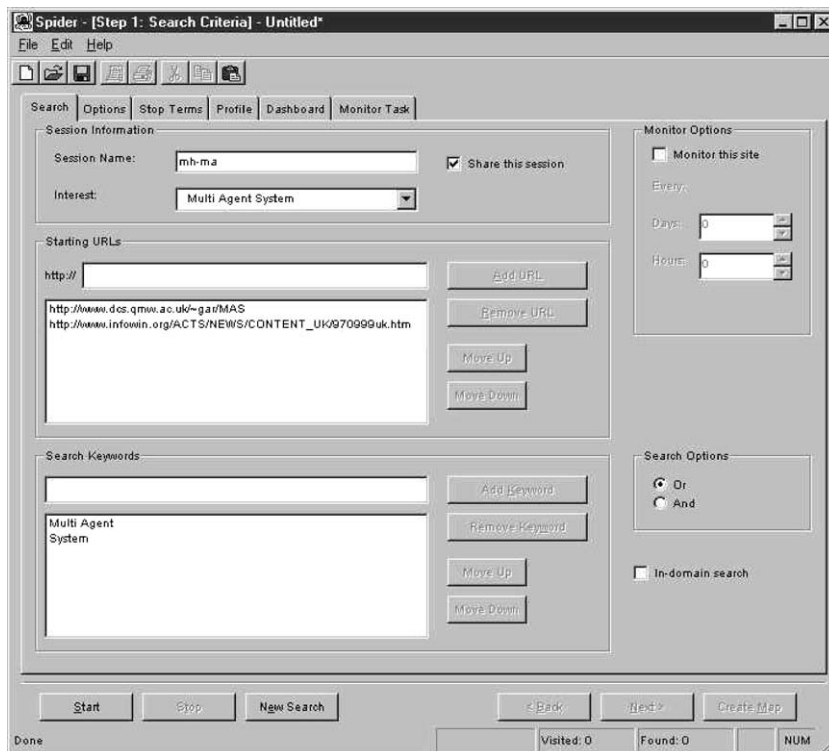 Spider - [Step 1: Search Criteria] - Untitled*
File Edit Help
Search Options Stop Terms Profile Dashboard Monitor Task
Session Information
Session Name: mh-ma
Share this session
Interest: Multi Agent System
Monitor Options
Monitor this site
Every:
Days: 0
Hours: 0
Starting URLs
http://
Add URL
http://www.dcs.qmw.ac.uk/~gar/MAS
http://www.infowin.org/ACTS/NEWS/CONTENT_UK/970999uk.htm
Remove URL
Move Up
Move Down
Search Keywords
Add Keyword
Multi Agent
System
Remove Keyword
Move Up
Move Down
Search Options
Or
And
In-domain search
Start Stop New Search < Back Next > Create Map
Done Visited: 0 Found: 0 NUM